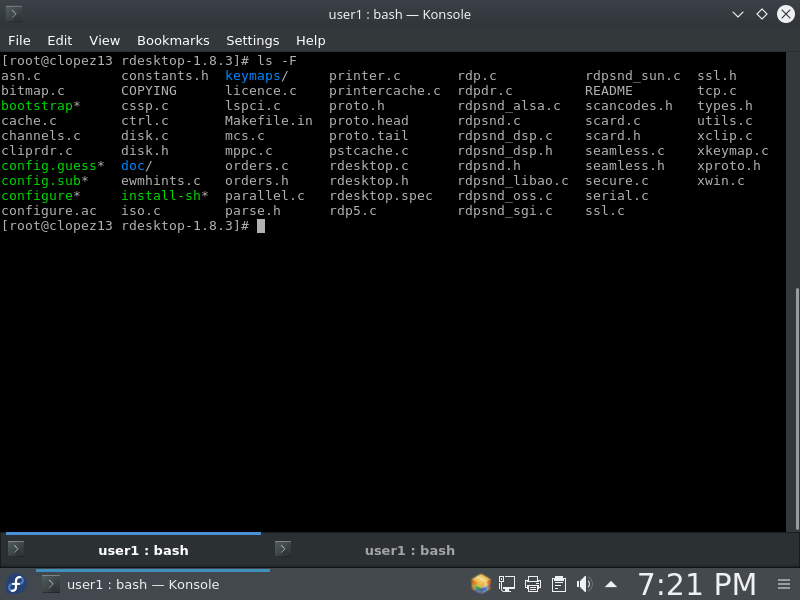 user1 : bash — Konsole
File Edit View Bookmarks Settings Help
[root@clopez13 rdesktop-1.8.3]# ls -F
asn.c constants.h keymaps/ printer.c rdp.c rdpsnd_sun.c ssl.h
bitmap.c COPYING licence.c printercache.c rdpdr.c README tcp.c
bootstrap* cssp.c lspci.c proto.h rdpsnd_alsa.c scancodes.h types.h
cache.c ctrl.c Makefile.in proto.head rdpsnd.c scard.c utils.c
channels.c disk.c mcs.c proto.tail rdpsnd_dsp.c scard.h xclip.c
cliprdr.c disk.h mppc.c pstcache.c rdpsnd_dsp.h seamless.c xkeymap.c
config.guess* doc/ orders.c rdesktop.c rdpsnd.h seamless.h xproto.h
config.sub* ewmhints.c orders.h rdesktop.h rdpsnd_libao.c secure.c xwin.c
configure* install-sh* parallel.c rdesktop.spec rdpsnd_oss.c serial.c
configure.ac iso.c parse.h rdp5.c rdpsnd_sgi.c ssl.c
[root@clopez13 rdesktop-1.8.3]#
user1 : bash user1 : bash
user1 : bash — Konsole 7:21 PM